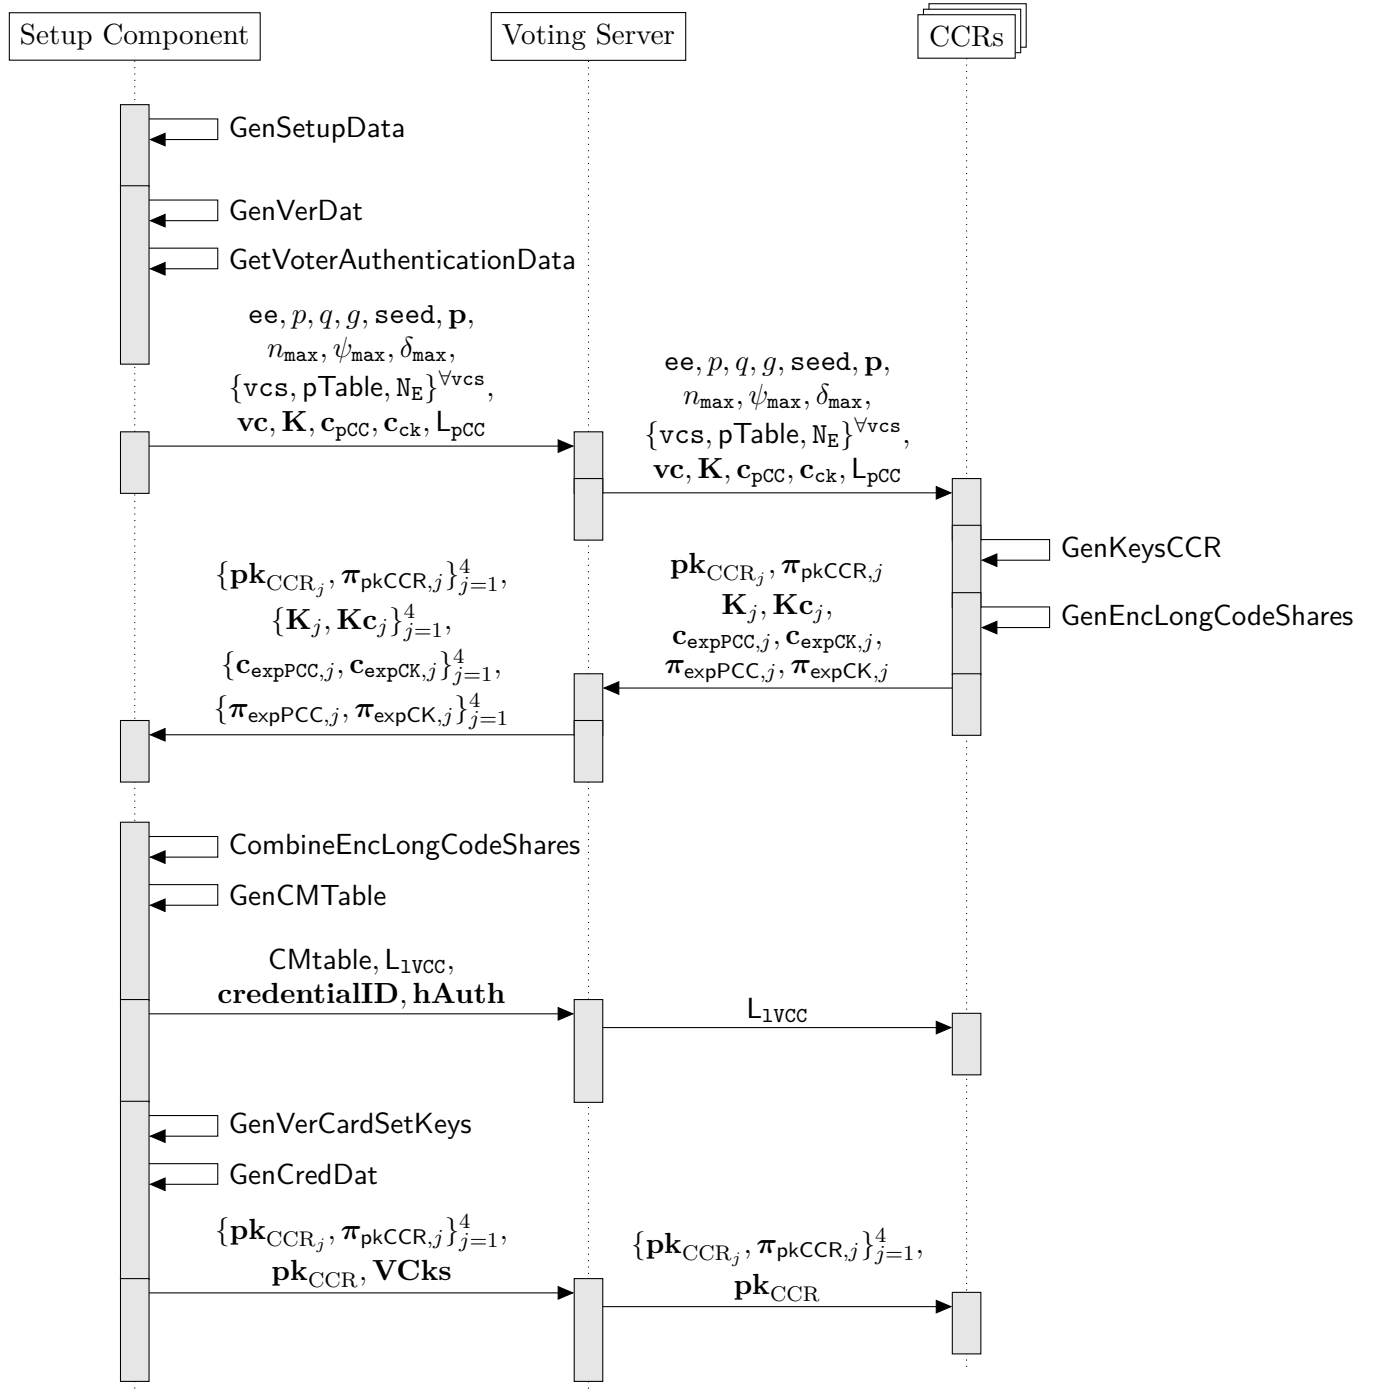 Setup Component
Voting Server
CCRs
GenSetupData
GenVerDat
GetVoterAuthenticationData
ee, p, q, g, seed, p,
n_max, ψ_max, δ_max,
{vcs, pTable, N_E}^∀vcs,
vc, K, c_pCC, c_ck, L_pCC
ee, p, q, g, seed, p,
n_max, ψ_max, δ_max,
{vcs, pTable, N_E}^∀vcs,
vc, K, c_pCC, c_ck, L_pCC
GenKeysCCR
GenEncLongCodeShares
pk_CCR_j, π_pkCCR,j
K_j, Kc_j,
c_expPCC,j, c_expCK,j,
π_expPCC,j, π_expCK,j
{pk_CCR_j, π_pkCCR,j}^4_j=1,
{K_j, Kc_j}^4_j=1,
{c_expPCC,j, c_expCK,j}^4_j=1,
{π_expPCC,j, π_expCK,j}^4_j=1
CombineEncLongCodeShares
GenCMTable
CMtable, L_lVCC,
credentialID, hAuth
L_lVCC
GenVerCardSetKeys
GenCredDat
{pk_CCR_j, π_pkCCR,j}^4_j=1,
pk_CCR, VCks
{pk_CCR_j, π_pkCCR,j}^4_j=1,
pk_CCR